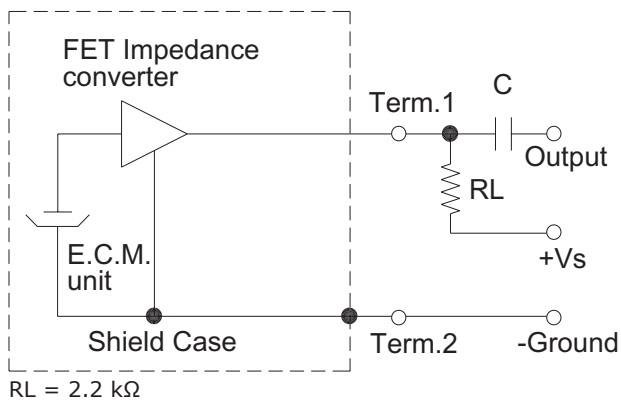 FET Impedance
converter
Term.1
C
Output
RL
+Vs
E.C.M.
unit
Shield Case
Term.2
-Ground
RL = 2.2 kΩ